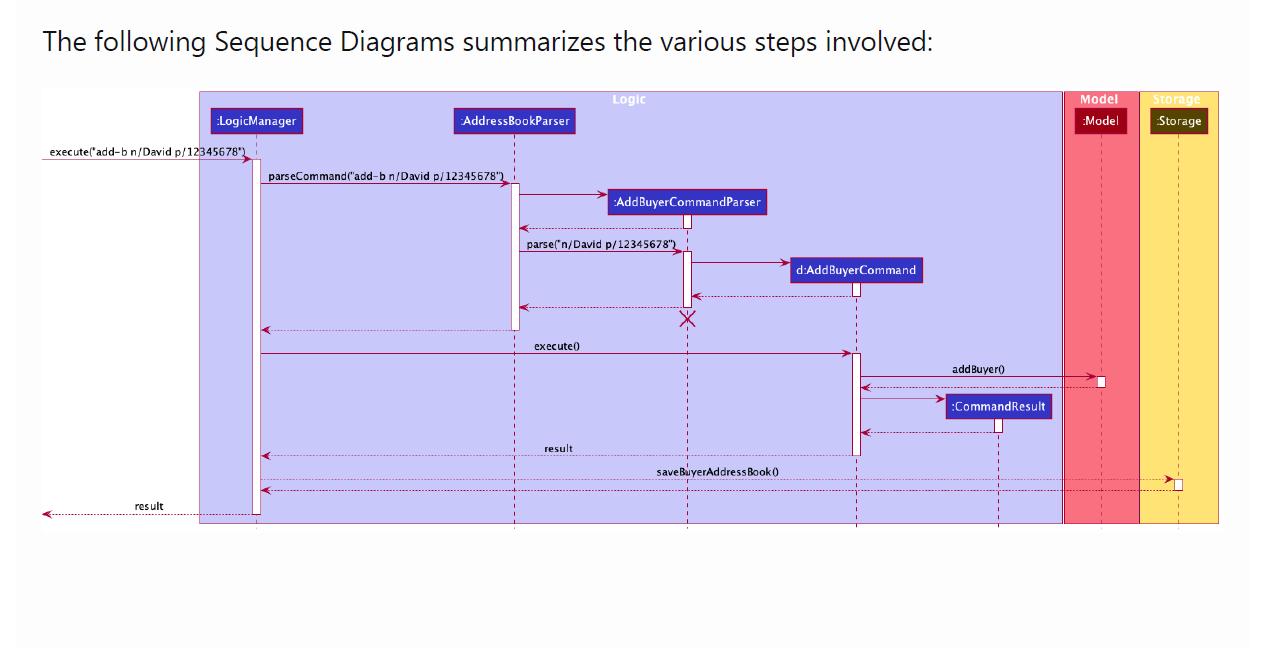 The following Sequence Diagrams summarizes the various steps involved:
Logic
Model
Storage
:LogicManager
:AddressBookParser
:Model
:Storage
execute("add-b n/David p/12345678")
parseCommand("add-b n/David p/12345678")
:AddBuyerCommandParser
parse("n/David p/12345678")
d:AddBuyerCommand
execute()
addBuyer()
:CommandResult
result
saveBuyerAddressBook()
result